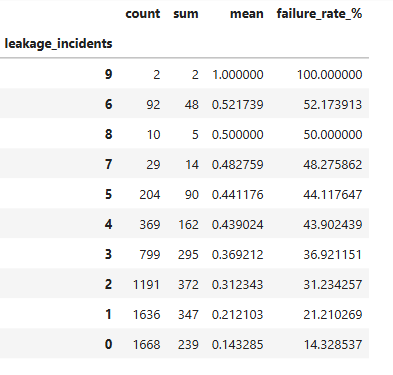 count sum mean failure_rate_%
leakage_incidents
9 2 2 1.000000 100.000000
6 92 48 0.521739 52.173913
8 10 5 0.500000 50.000000
7 29 14 0.482759 48.275862
5 204 90 0.441176 44.117647
4 369 162 0.439024 43.902439
3 799 295 0.369212 36.921151
2 1191 372 0.312343 31.234257
1 1636 347 0.212103 21.210269
0 1668 239 0.143285 14.328537